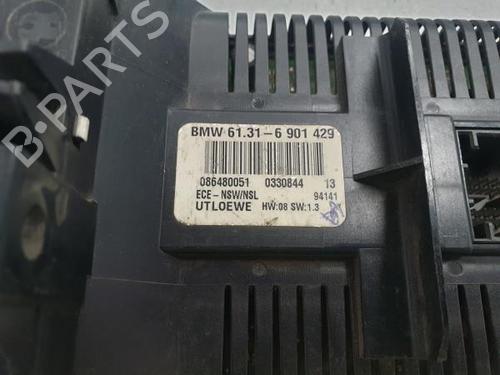 BMW 61.31-6 901 429
086480051 0330844 13
ECE-NSW/NSL 94141
UTLOEWE HW:08 SW:1.3